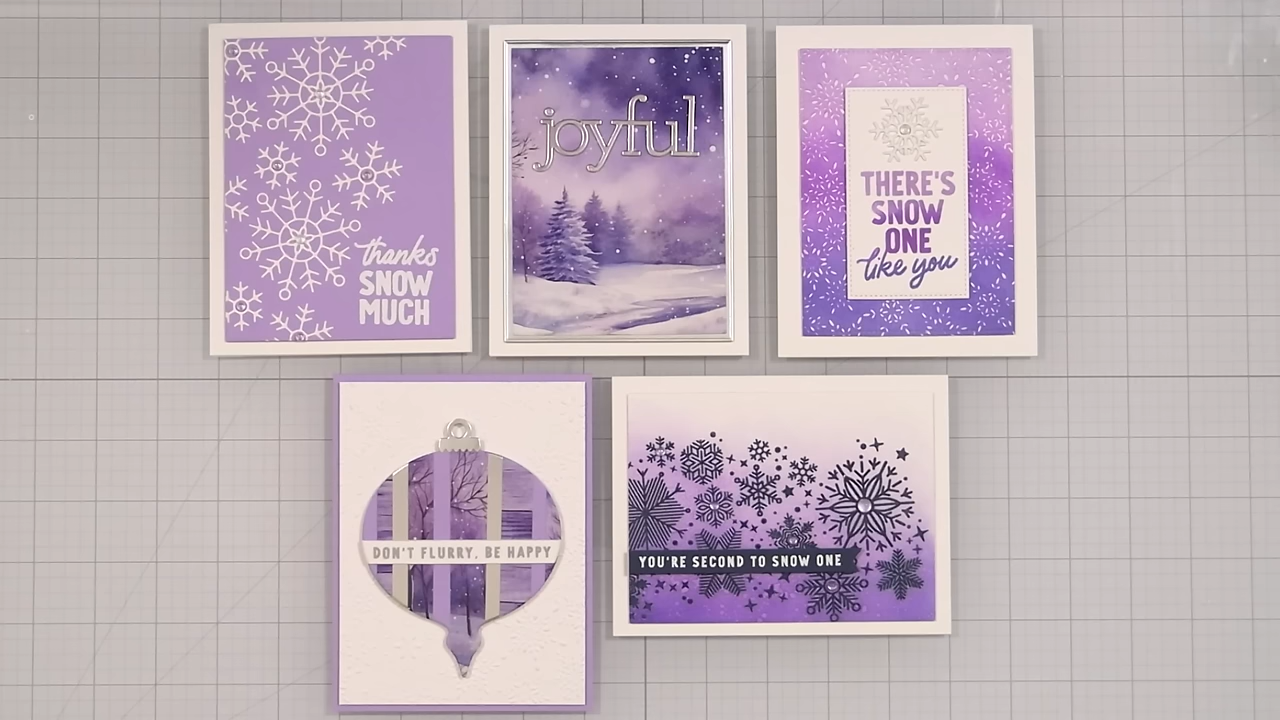 thanks
SNOW
MUCH
joyful
THERE'S
SNOW
ONE
like you
DON'T FLURRY, BE HAPPY
YOU'RE SECOND TO SNOW ONE